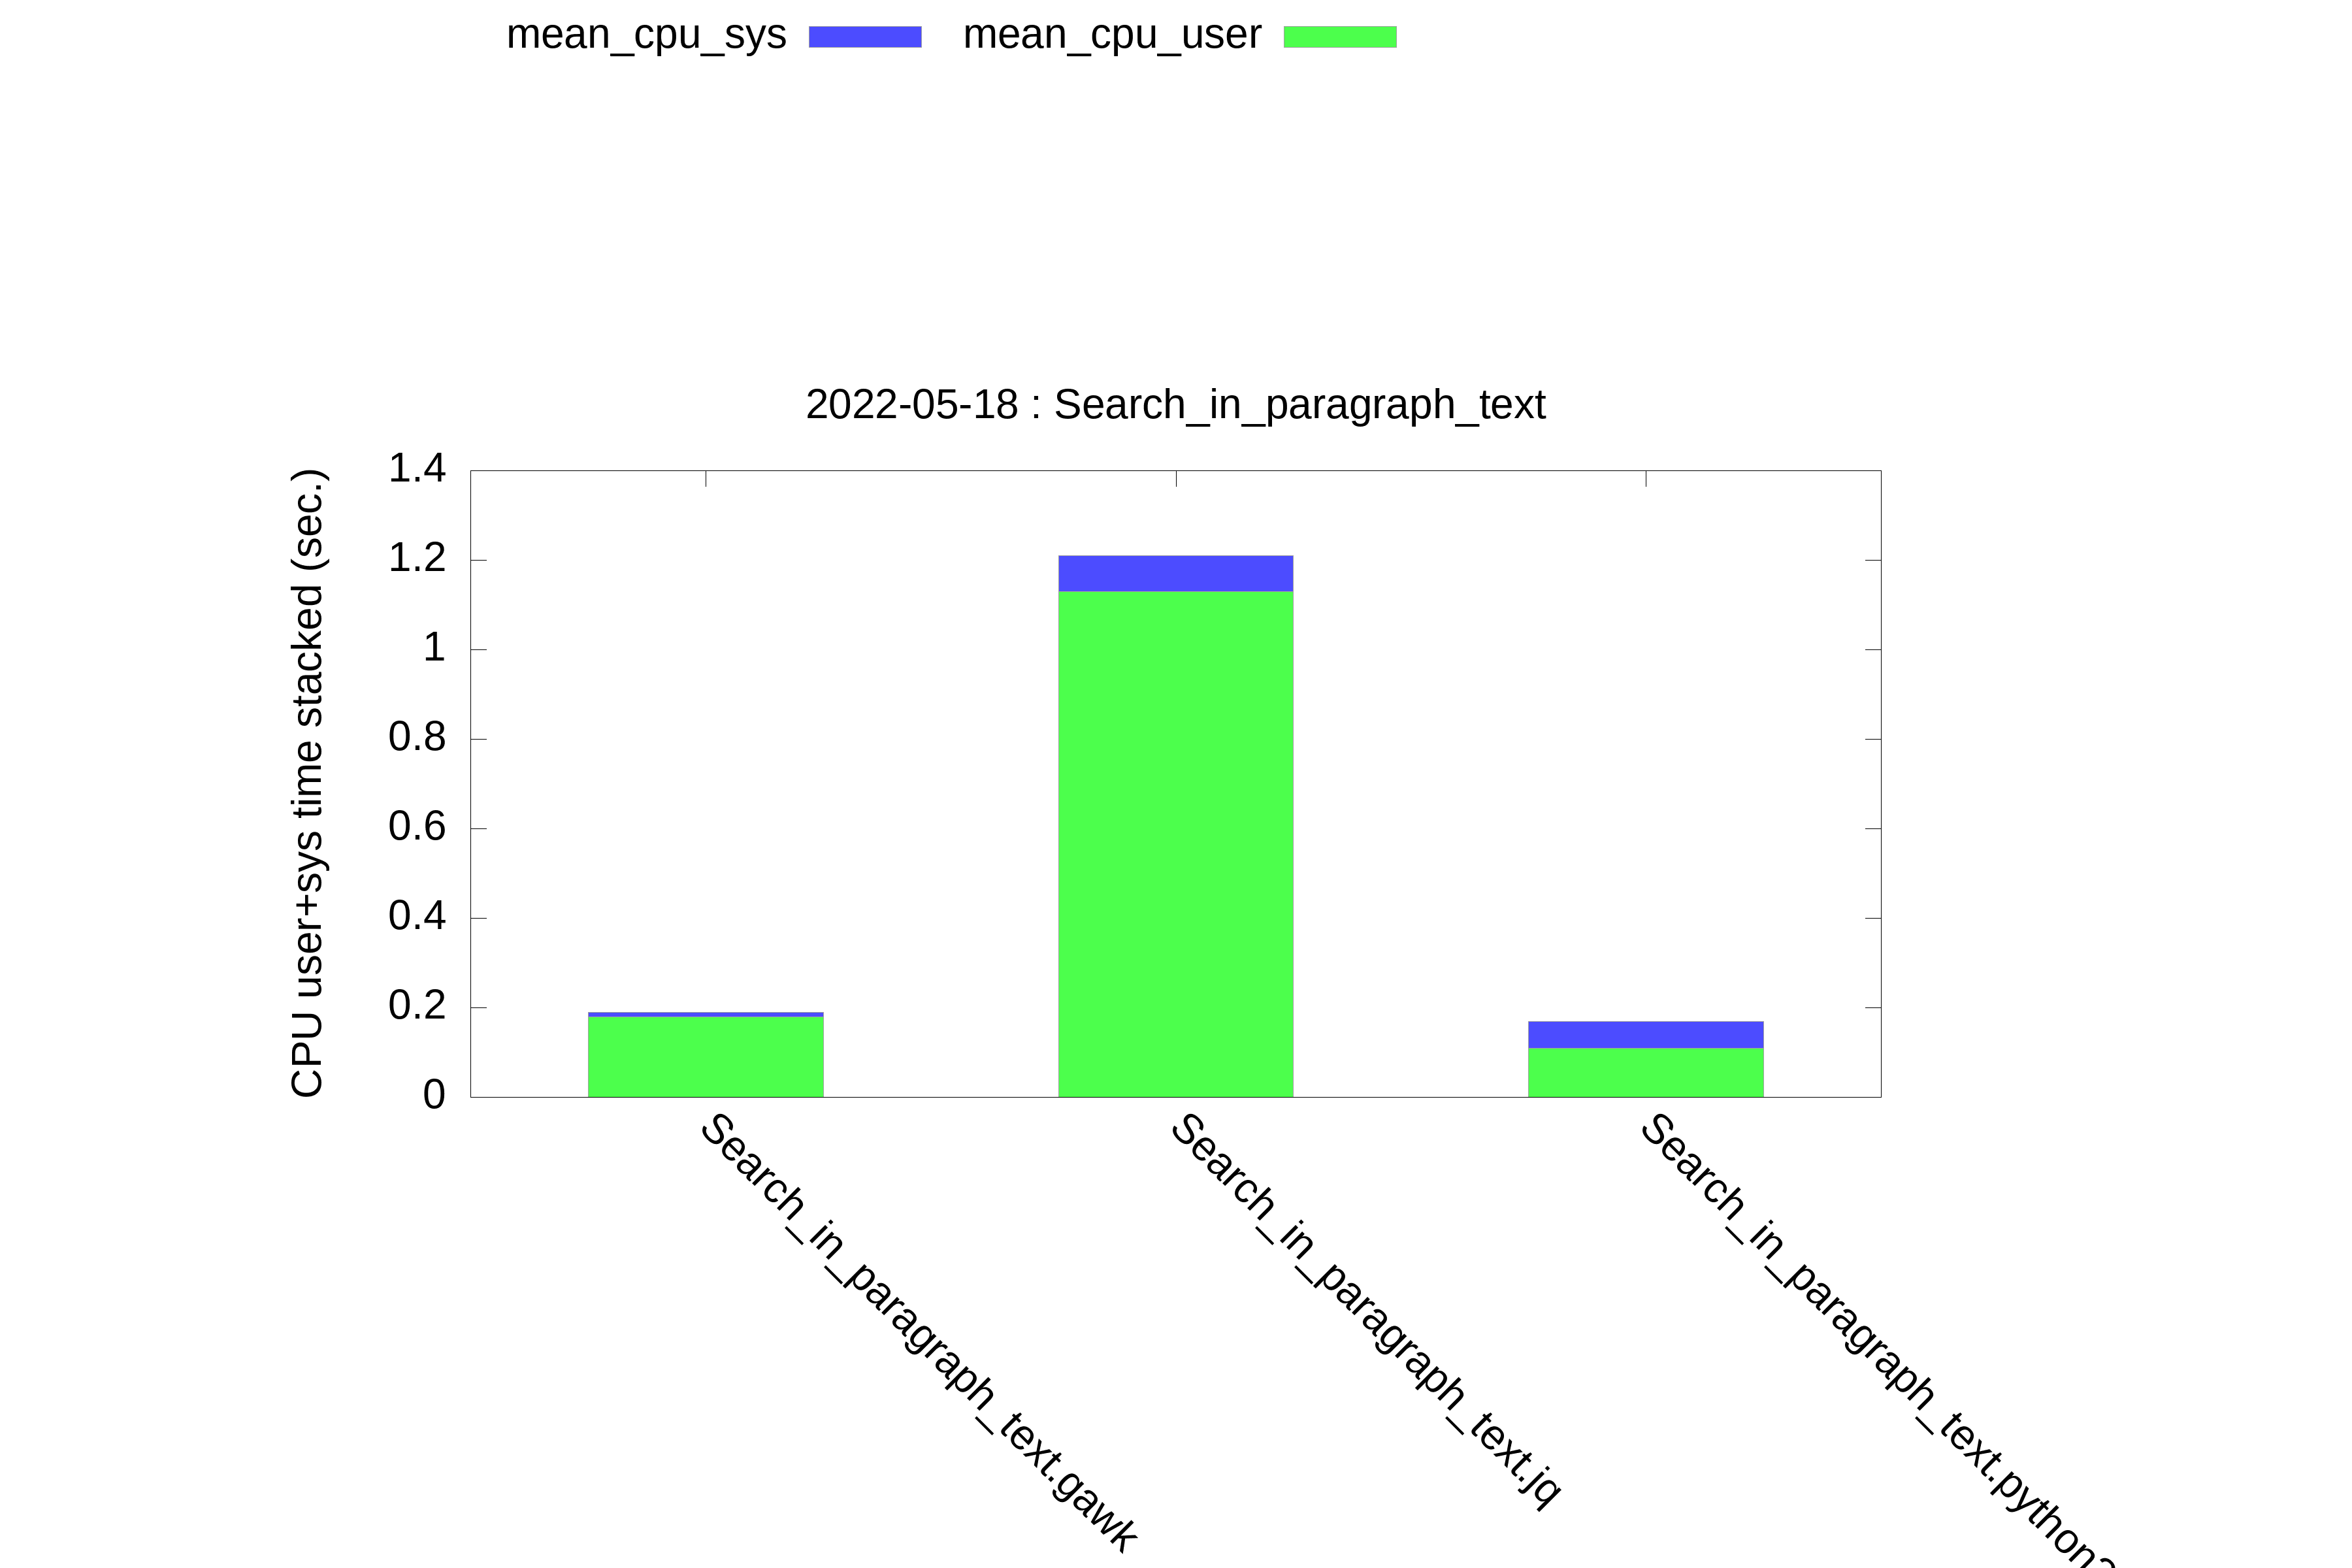 mean_cpu_sys mean_cpu_user
2022-05-18 : Search_in_paragraph_text
CPU user+sys time stacked (sec.)
1.4
1.2
1
0.8
0.6
0.4
0.2
0
Search_in_paragraph_text.gawk
Search_in_paragraph_text.jq
Search_in_paragraph_text.python